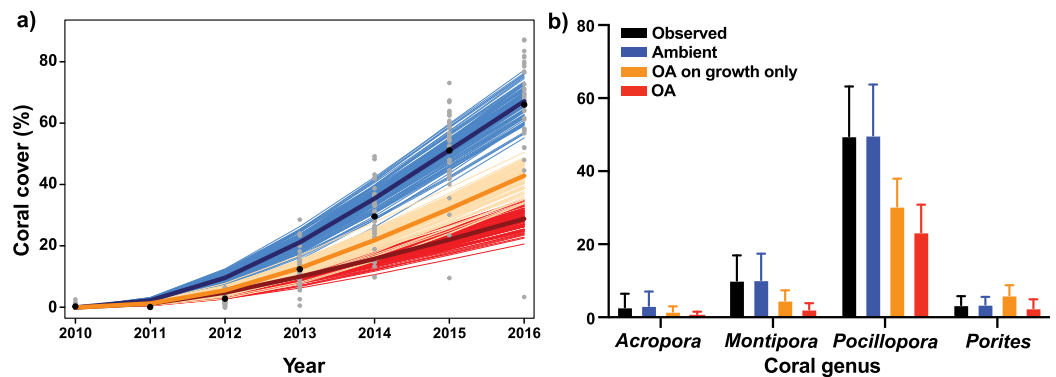 a)
80
60
40
20
0
Coral cover (%)
2010 2011 2012 2013 2014 2015 2016
Year
b)
Observed
Ambient
OA on growth only
OA
80
60
40
20
0
Acropora Montipora Pocillopora Porites
Coral genus